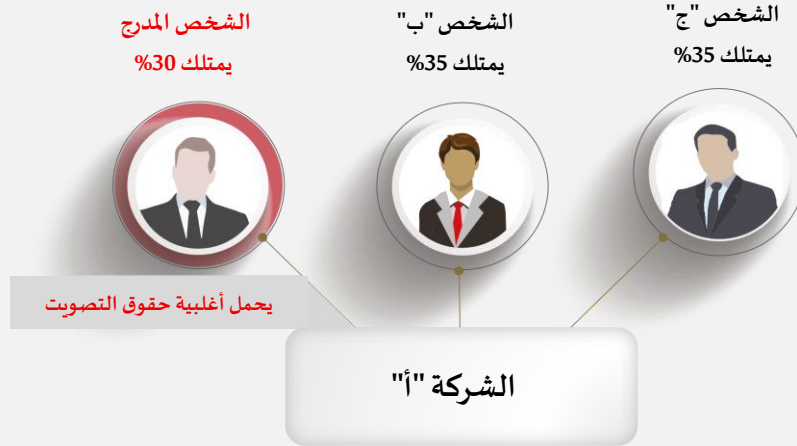 الشخص "ج"
يمتلك 35%
الشخص "ب"
يمتلك 35%
الشخص المدرج
يمتلك 30%
يحمل أغلبية حقوق التصويت
الشركة "أ"